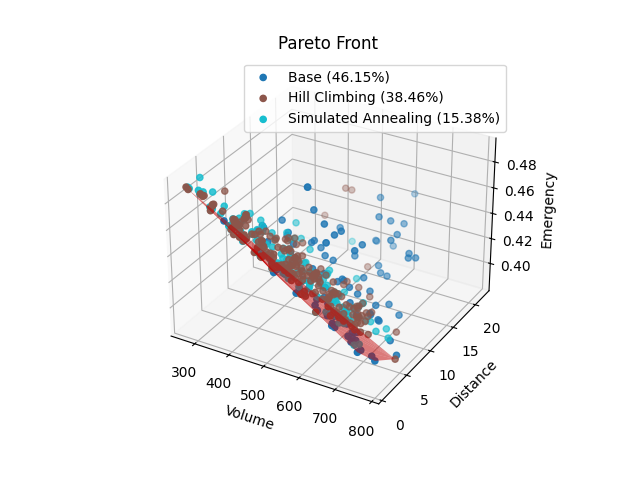 Pareto Front
Base (46.15%)
Hill Climbing (38.46%)
Simulated Annealing (15.38%)
0.48
0.46
0.44
0.42
0.40
Emergency
20
15
10
5
0
Distance
300
400
500
600
700
800
Volume